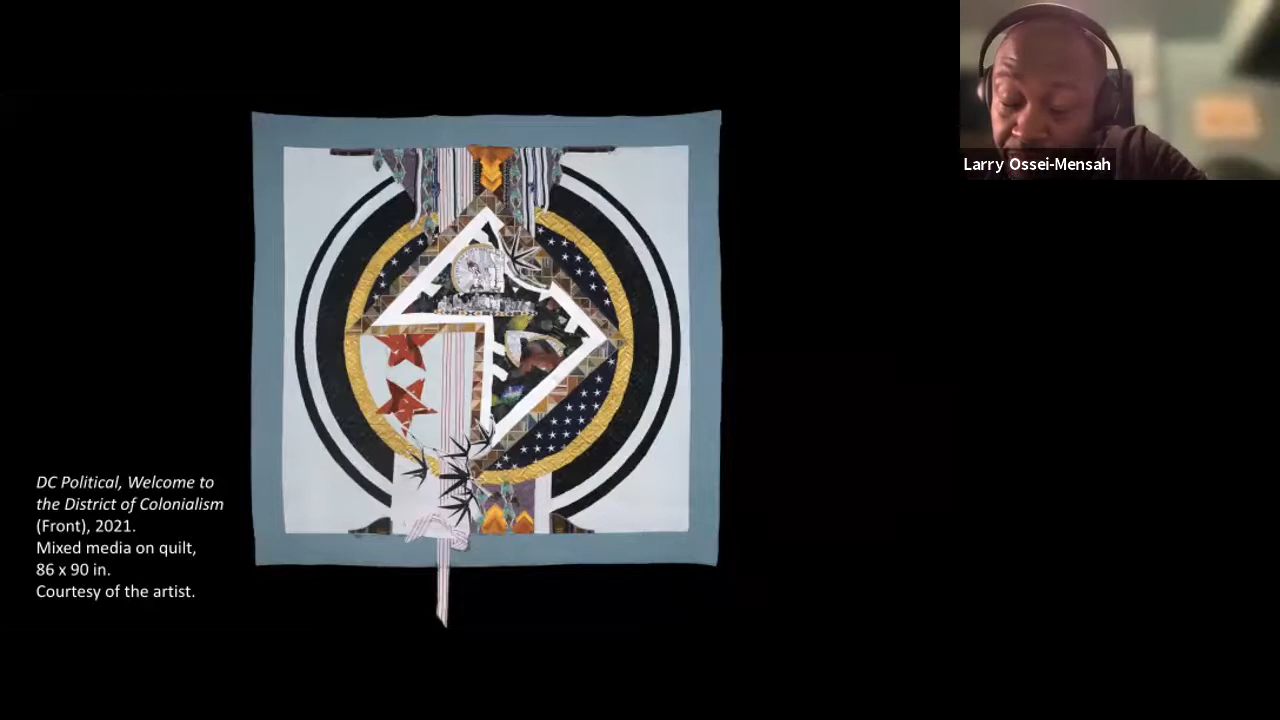 Larry Ossei-Mensah
DC Political, Welcome to
the District of Colonialism
(Front), 2021.
Mixed media on quilt,
86 x 90 in.
Courtesy of the artist.